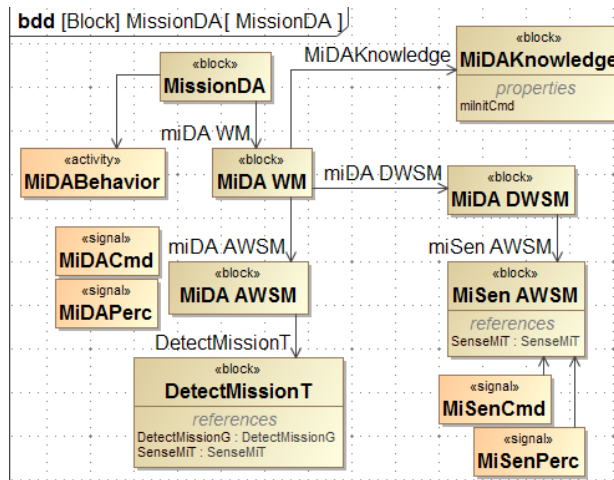 bdd [Block] MissionDA[ MissionDA ]
«block»
MissionDA
MiDAKnowledge
«block»
MiDAKnowledge
properties
miInitCmd
miDA WM
«activity»
MiDABehavior
«block»
MiDA WM
miDA DWSM
«block»
MiDA DWSM
«signal»
MiDACmd
«signal»
MiDAPerc
miDA AWSM
«block»
MiDA AWSM
miSen AWSM
«block»
MiSen AWSM
references
SenseMiT : SenseMiT
DetectMissionT
«block»
DetectMissionT
references
DetectMissionG : DetectMissionG
SenseMiT : SenseMiT
«signal»
MiSenCmd
«signal»
MiSenPerc